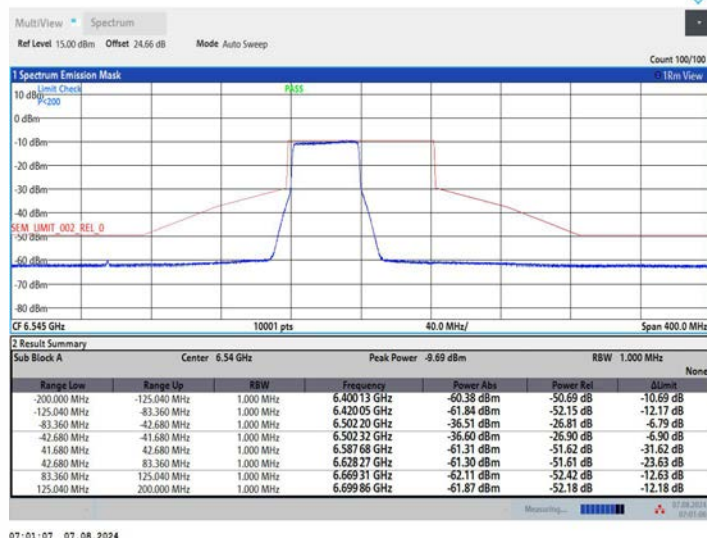 MultiView Spectrum
Ref Level 15.00 dBm Offset 24.66 dB Mode Auto Sweep
Count 100/100
1 Spectrum Emission Mask 1Rm View
Limit Check PASS
10 dBm
P<200
0 dBm
-10 dBm
-20 dBm
-30 dBm
-40 dBm
SEM_LIMIT_002_REL_0
-50 dBm
-60 dBm
-70 dBm
-80 dBm
CF 6.545 GHz 10001 pts 40.0 MHz/ Span 400.0 MHz
2 Result Summary
Sub Block A Center 6.54 GHz Peak Power -9.69 dBm RBW 1.000 MHz
None
Range Low Range Up RBW Frequency Power Abs Power Rel ΔLimit
-200.000 MHz -125.040 MHz 1.000 MHz 6.400 13 GHz -60.38 dBm -50.69 dB -10.69 dB
-125.040 MHz -83.360 MHz 1.000 MHz 6.420 05 GHz -61.84 dBm -52.15 dB -12.17 dB
-83.360 MHz -42.680 MHz 1.000 MHz 6.502 20 GHz -36.51 dBm -26.81 dB -6.79 dB
-42.680 MHz -41.680 MHz 1.000 MHz 6.502 32 GHz -36.60 dBm -26.90 dB -6.90 dB
41.680 MHz 42.680 MHz 1.000 MHz 6.587 68 GHz -61.31 dBm -51.62 dB -31.62 dB
42.680 MHz 83.360 MHz 1.000 MHz 6.628 27 GHz -61.30 dBm -51.61 dB -23.63 dB
83.360 MHz 125.040 MHz 1.000 MHz 6.669 31 GHz -62.11 dBm -52.42 dB -12.63 dB
125.040 MHz 200.000 MHz 1.000 MHz 6.699 86 GHz -61.87 dBm -52.18 dB -12.18 dB
Measuring... 07.08.2024
07:01:06
07:01:07 07.08.2024